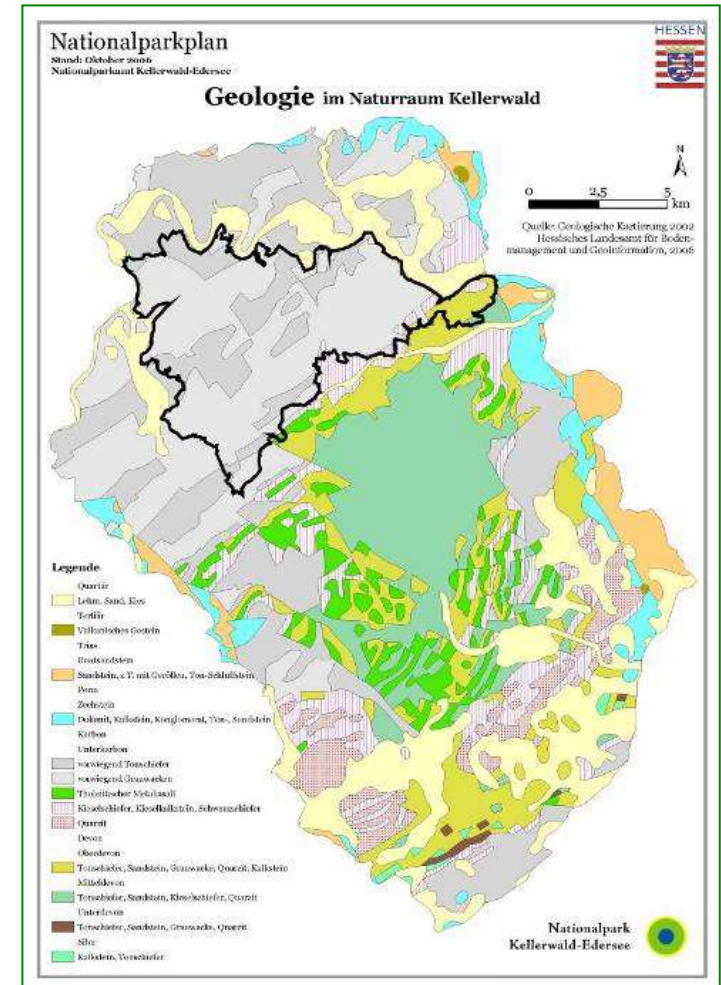 HESSEN
Nationalparkplan
Stand: Oktober 2006
Nationalparkamt Kellerwald-Edersee
Geologie im Naturraum Kellerwald
N
0 2,5 5
km
Quelle: Geologische Kartierung 2002
Hessisches Landesamt für Boden-
management und Geoinformation, 2006
Legende
Quartär
Lehm, Sand, Kies
Tertiär
Vulkanisches Gestein
Trias
Buntsandstein
Sandstein, z.T. mit Geröllen, Ton-Schluffstein
Perm
Zechstein
Dolomit, Kalkstein, Konglomerat, Ton-, Sandstein
Karbon
Unterkarbon
vorwiegend Tonschiefer
vorwiegend Grauwacken
Tholeiitischer Metabasalt
Kieselschiefer, Kieselkalkstein, Schwarzschiefer
Quarzit
Devon
Oberdevon
Tonschiefer, Sandstein, Grauwacke, Quarzit, Kalkstein
Mitteldevon
Tonschiefer, Sandstein, Kieselschiefer, Quarzit
Unterdevon
Tonschiefer, Sandstein, Grauwacke, Quarzit
Silur
Kalkstein, Tonschiefer
Nationalpark
Kellerwald-Edersee